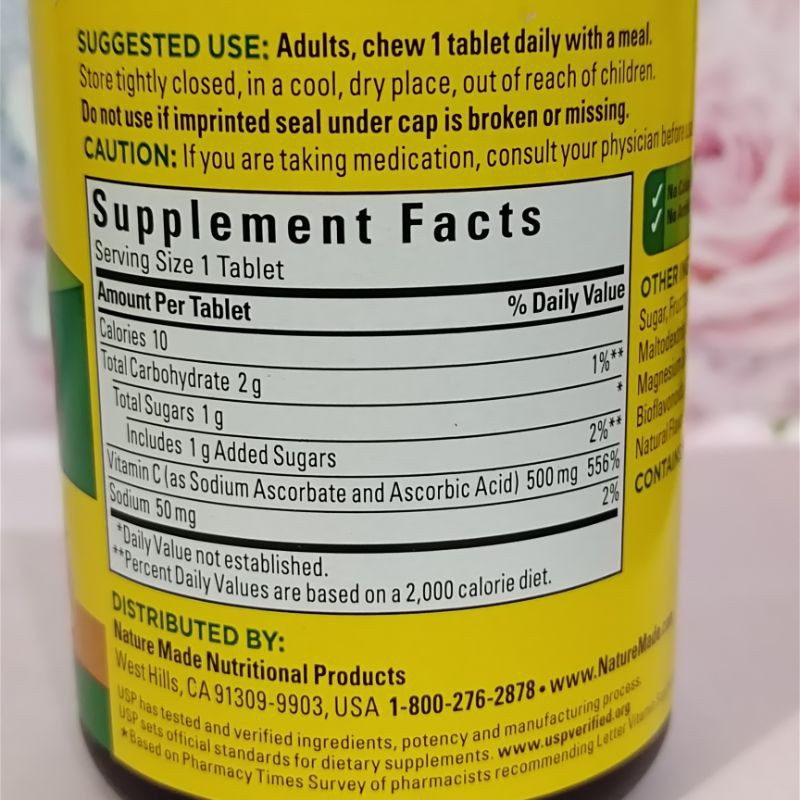 SUGGESTED USE: Adults, chew 1 tablet daily with a meal.
Store tightly closed, in a cool, dry place, out of reach of children.
Do not use if imprinted seal under cap is broken or missing.
CAUTION: If you are taking medication, consult your physician before
Supplement Facts
Serving Size 1 Tablet
Amount Per Tablet % Daily Value
Calories 10
Total Carbohydrate 2 g 1%**
Total Sugars 1 g *
Includes 1 g Added Sugars 2%**
Vitamin C (as Sodium Ascorbate and Ascorbic Acid) 500 mg 556%
Sodium 50 mg 2%
*Daily Value not established.
**Percent Daily Values are based on a 2,000 calorie diet.
DISTRIBUTED BY:
Nature Made Nutritional Products
West Hills, CA 91309-9903, USA 1-800-276-2878 • www.NatureMade.com
USP has tested and verified ingredients, potency and manufacturing process.
USP sets official standards for dietary supplements. www.uspverified.org
*Based on Pharmacy Times Survey of pharmacists recommending Letter Vitamin
✓ No
✓ No
OTHER
Sugar,
Natural